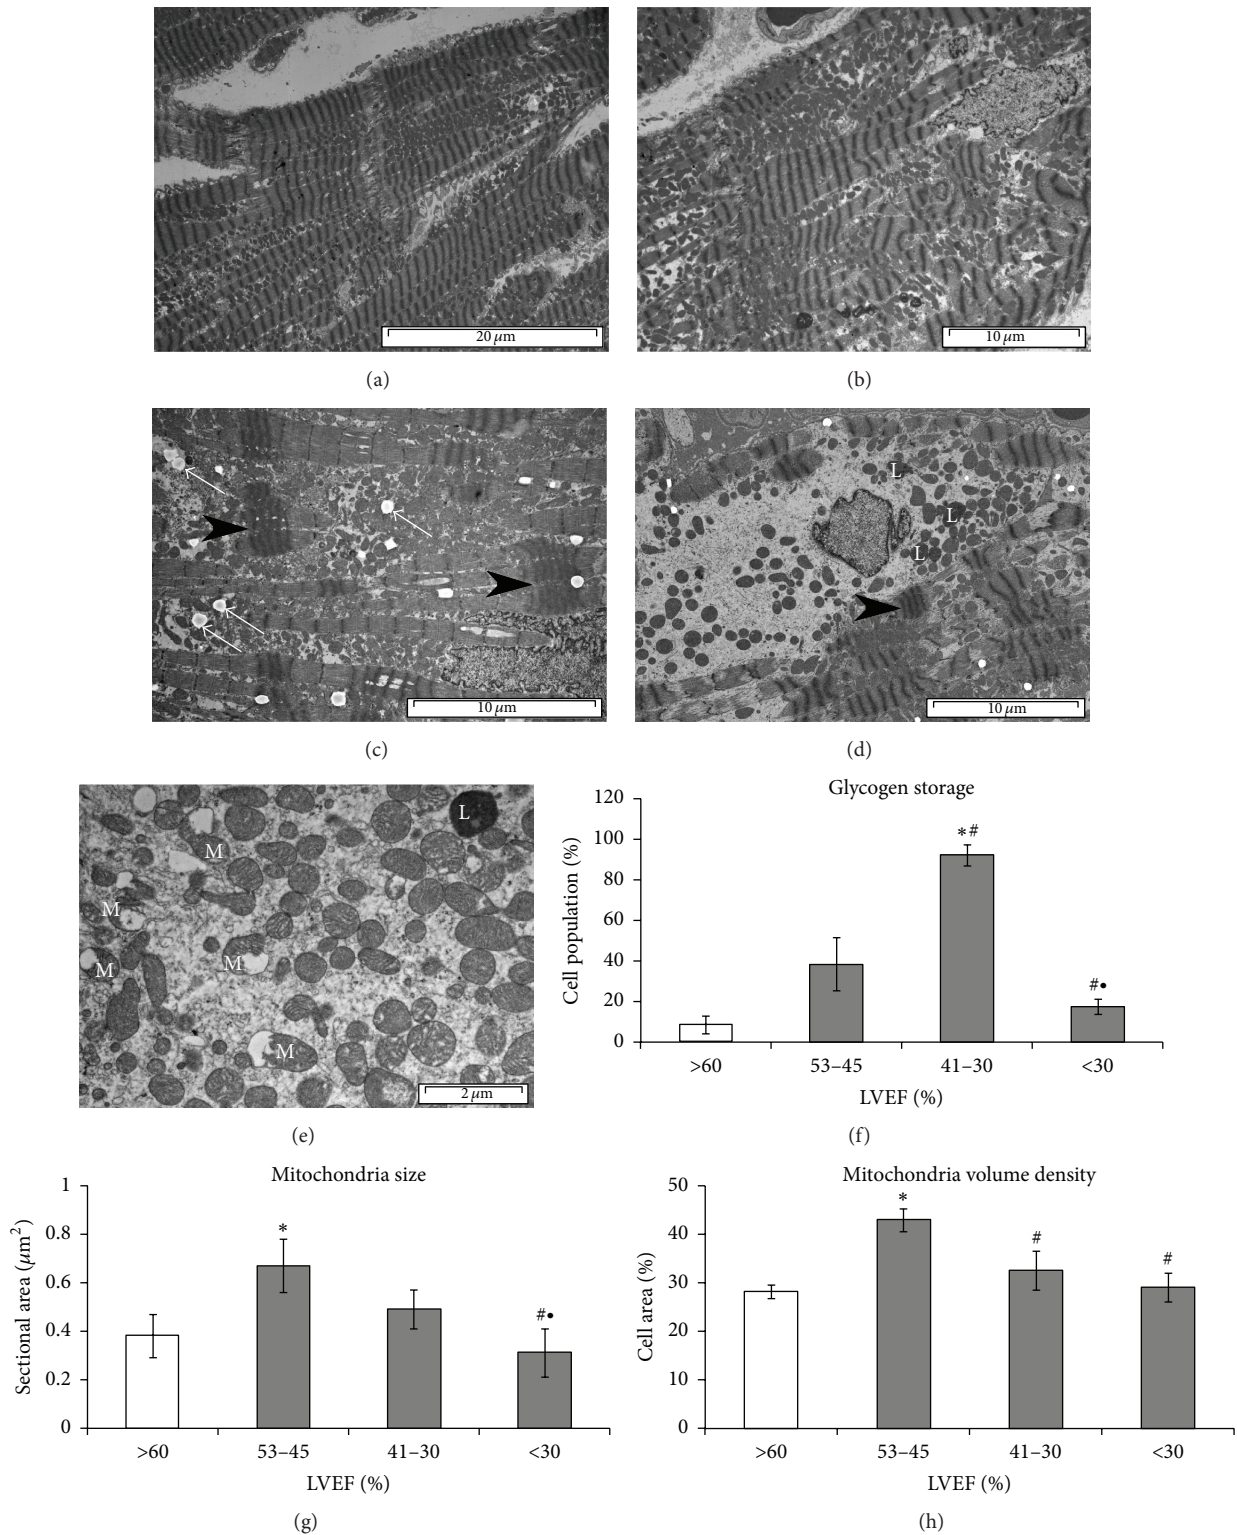 20 μm
10 μm
(a)
(b)
L
L
L
10 μm
10 μm
(c)
(d)
L
M
M
M
M
M
2 μm
(e)
Glycogen storage
120
100
80
60
40
20
0
Cell population (%)
*#
#•
>60
53–45
41–30
<30
LVEF (%)
(f)
Mitochondria size
1
0.8
0.6
0.4
0.2
0
Sectional area (μm²)
*
#•
>60
53–45
41–30
<30
LVEF (%)
(g)
Mitochondria volume density
50
40
30
20
10
0
Cell area (%)
*
#
#
>60
53–45
41–30
<30
LVEF (%)
(h)